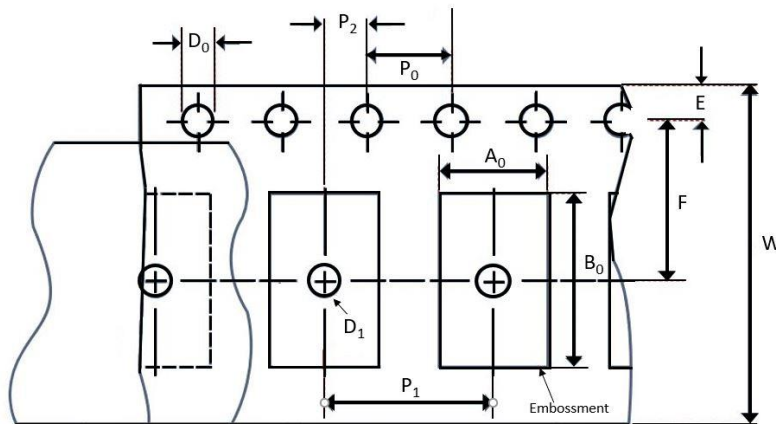 P₂
D₀
P₀
E
A₀
F
W
B₀
D₁
P₁
Embossment